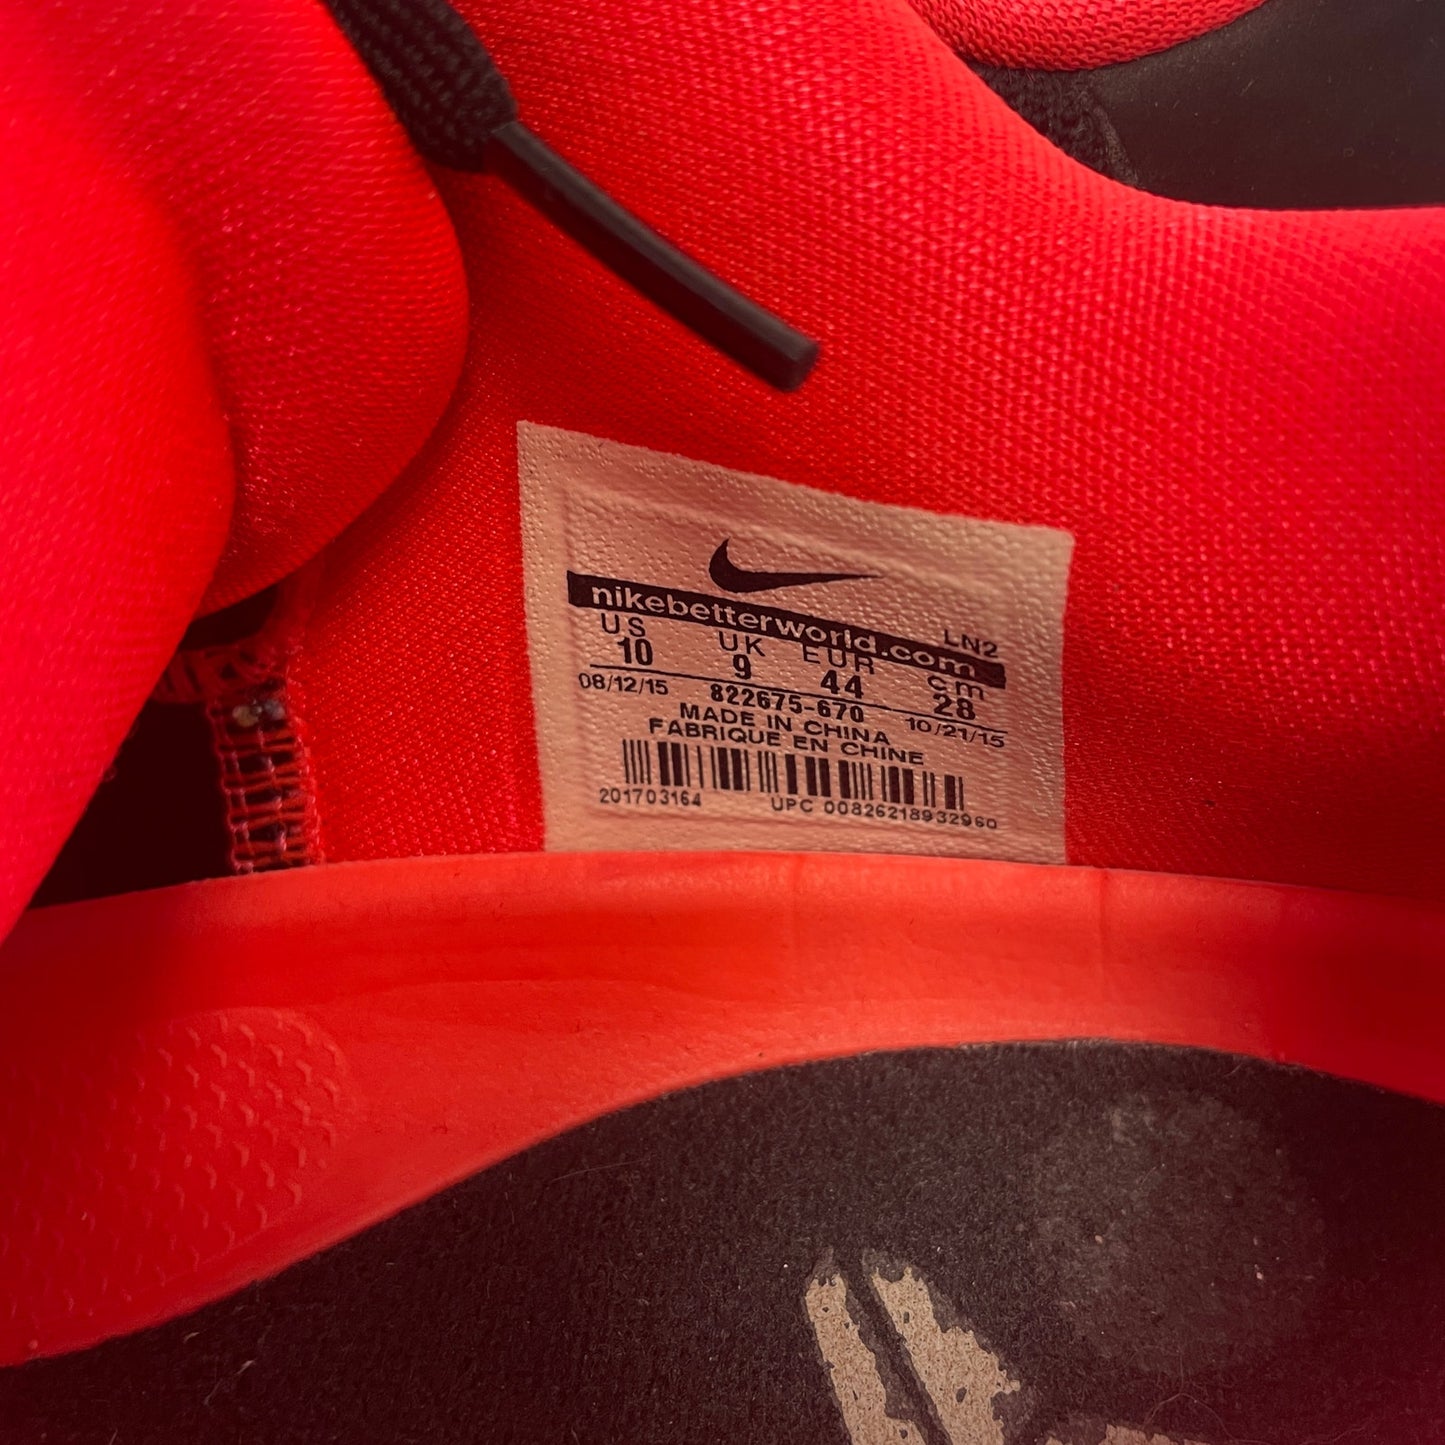 nikebetterworld.com
LN2
US UK EUR cm
10 9 44 28
08/12/15 822675-670 10/21/15
MADE IN CHINA
FABRIQUE EN CHINE
201703164 UPC 00826218932960